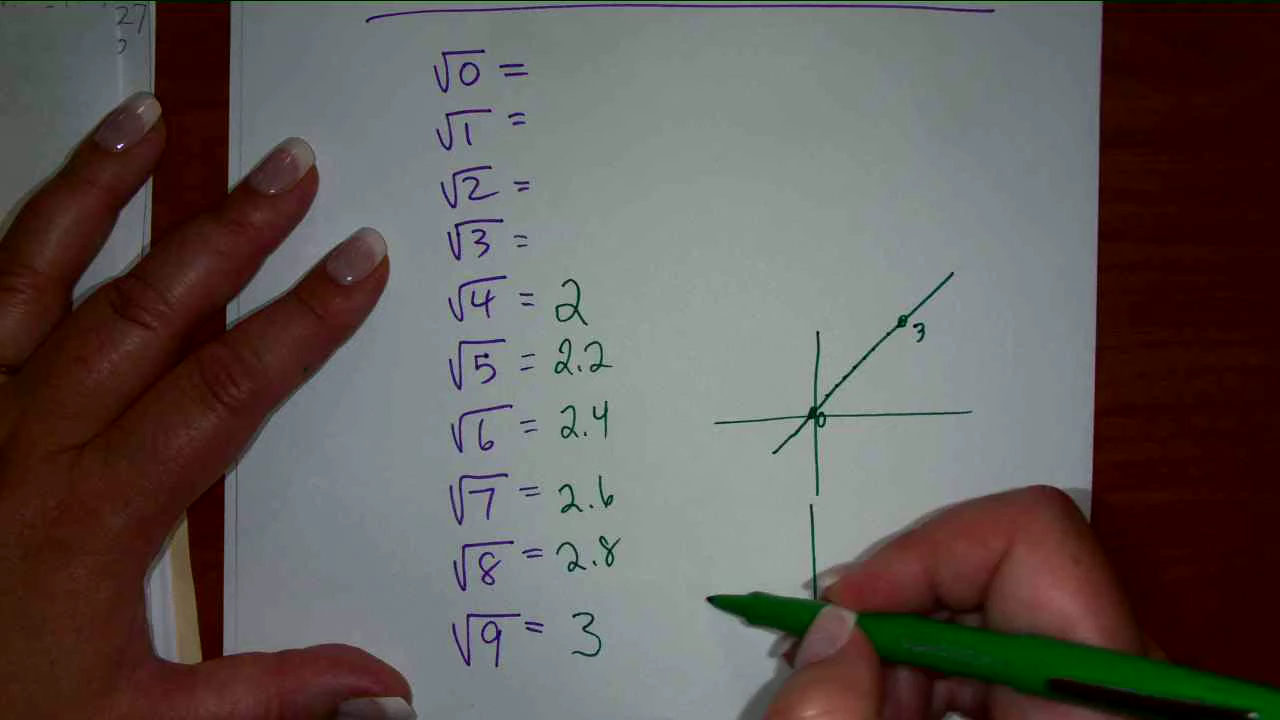 27
√0 =
√1 =
√2 =
√3 =
√4 = 2
√5 = 2.2
√6 = 2.4
√7 = 2.6
√8 = 2.8
√9 = 3
3
0